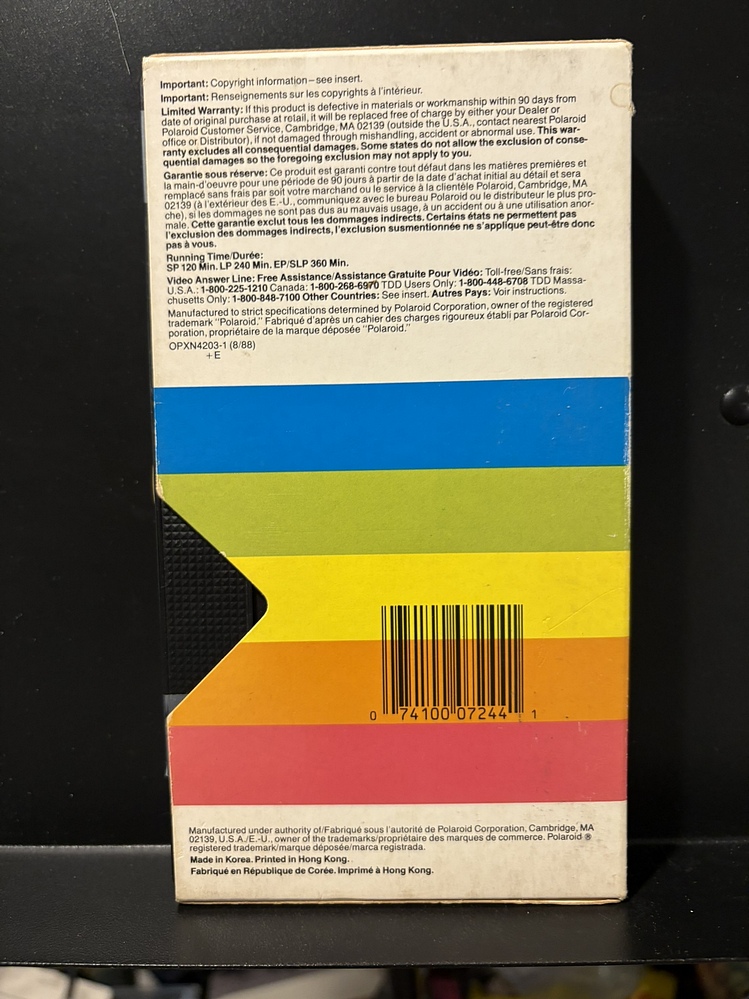 Important: Copyright information–see insert.
Important: Renseignements sur les copyrights à l'intérieur.
Limited Warranty: If this product is defective in materials or workmanship within 90 days from
date of original purchase at retail, it will be replaced free of charge by either your Dealer or
Polaroid Customer Service, Cambridge, MA 02139 (outside the U.S.A., contact nearest Polaroid
office or Distributor), if not damaged through mishandling, accident or abnormal use. This war-
ranty excludes all consequential damages. Some states do not allow the exclusion of conse-
quential damages so the foregoing exclusion may not apply to you.
Garantie sous réserve: Ce produit est garanti contre tout défaut dans les matières premières et
la main-d'oeuvre pour une période de 90 jours à partir de la date d'achat initial au détail et sera
remplacé sans frais par soit votre marchand ou le service à la clientèle Polaroid, Cambridge, MA
02139 (à l'extérieur des E.-U., communiquez avec le bureau Polaroid ou le distributeur le plus pro-
che), si les dommages ne sont pas dus au mauvais usage, à un accident ou à une utilisation anor-
male. Cette garantie exclut tous les dommages indirects. Certains états ne permettent pas
l'exclusion des dommages indirects, l'exclusion susmentionnée ne s'applique peut-être donc
pas à vous.
Running Time/Durée:
SP 120 Min. LP 240 Min. EP/SLP 360 Min.
Video Answer Line: Free Assistance/Assistance Gratuite Pour Vidéo: Toll-free/Sans frais:
U.S.A.: 1-800-225-1210 Canada: 1-800-268-6970 TDD Users Only: 1-800-448-6708 TDD Massa-
chusetts Only: 1-800-848-7100 Other Countries: See insert. Autres Pays: Voir instructions.
Manufactured to strict specifications determined by Polaroid Corporation, owner of the registered
trademark "Polaroid." Fabriqué d'après un cahier des charges rigoureux établi par Polaroid Cor-
poration, propriétaire de la marque déposée "Polaroid."
OPXN4203-1 (8/88)
+E
0 74100 07244 1
Manufactured under authority of/Fabriqué sous l'autorité de Polaroid Corporation, Cambridge, MA
02139, U.S.A./E.-U., owner of the trademarks/propriétaire des marques de commerce. Polaroid ®
registered trademark/marque déposée/marca registrada.
Made in Korea. Printed in Hong Kong.
Fabriqué en République de Corée. Imprimé à Hong Kong.